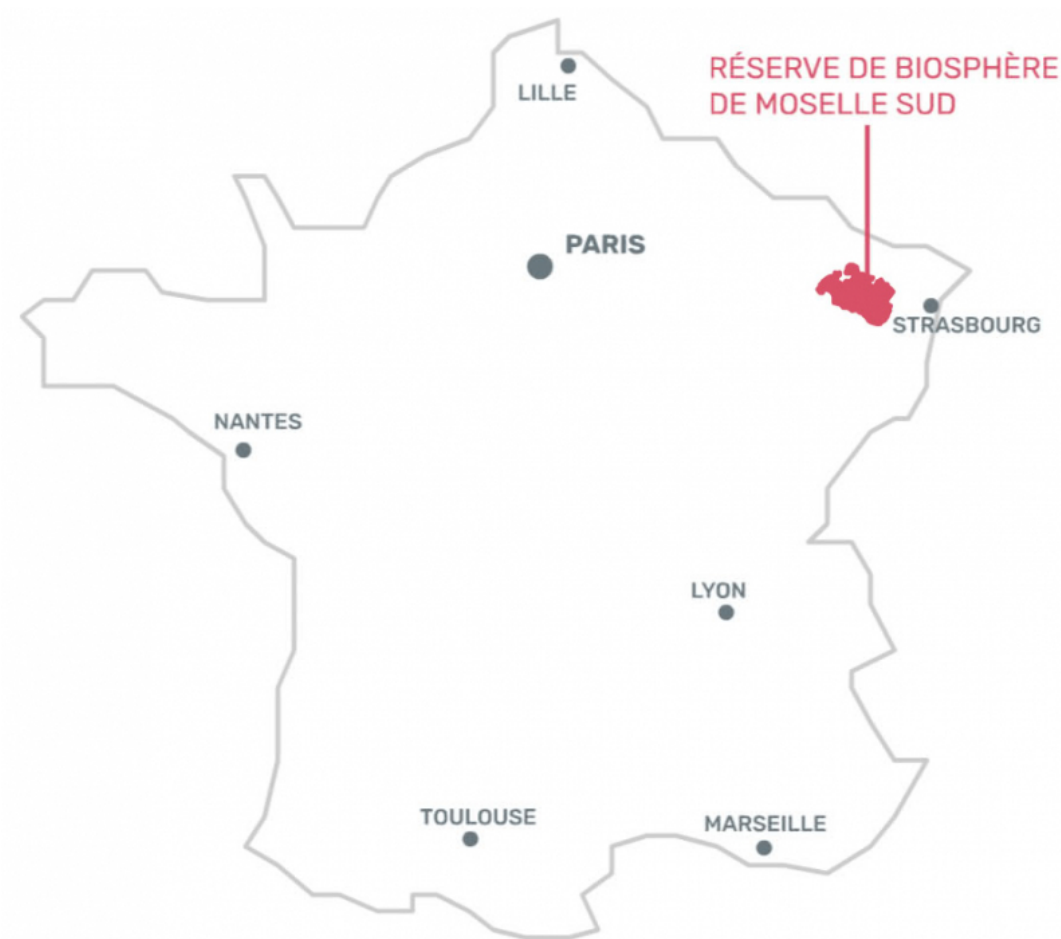 RÉSERVE DE BIOSPHÈRE
DE MOSELLE SUD
LILLE
PARIS
STRASBOURG
NANTES
LYON
TOULOUSE
MARSEILLE